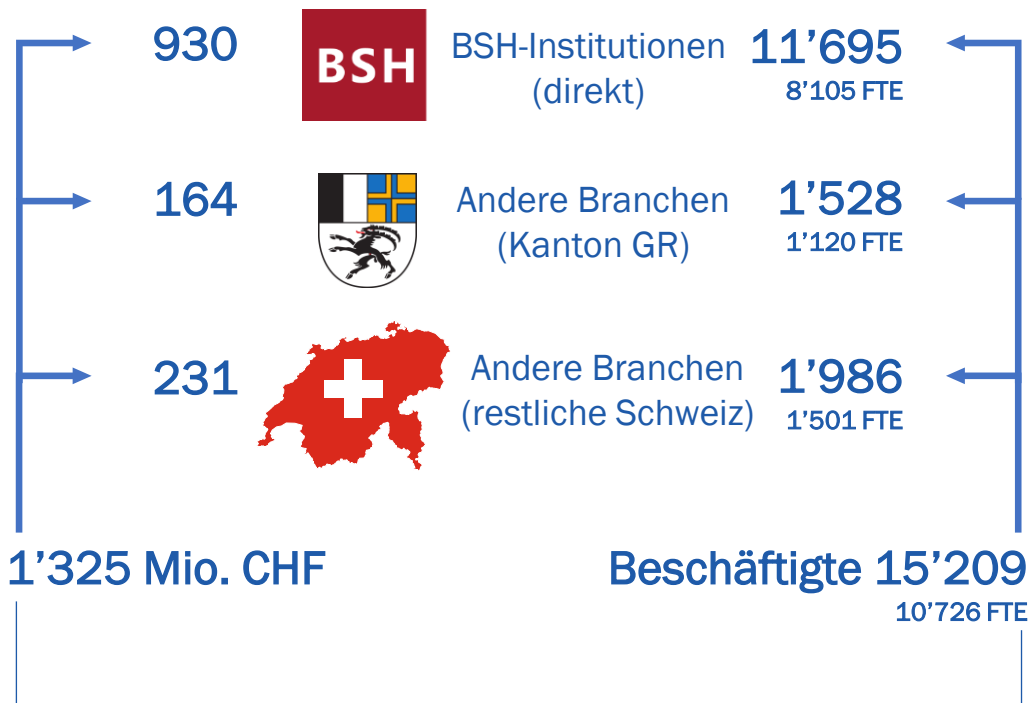 930
BSH
BSH-Institutionen
(direkt)
11’695
8’105 FTE
164
Andere Branchen
(Kanton GR)
1’528
1’120 FTE
231
Andere Branchen
(restliche Schweiz)
1’986
1’501 FTE
1’325 Mio. CHF
Beschäftigte 15’209
10’726 FTE